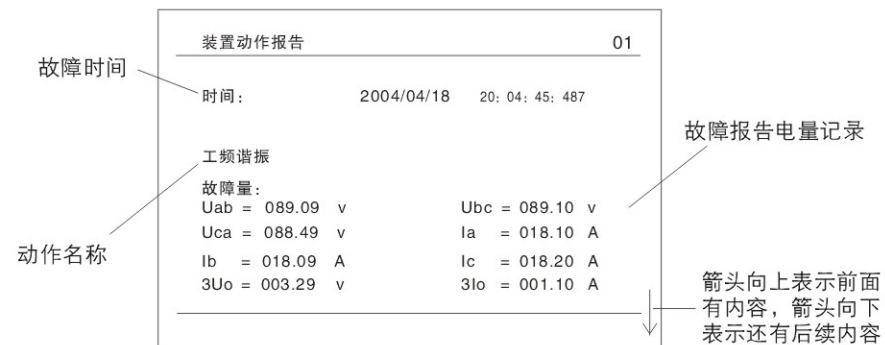 装置动作报告 01
故障时间
时间： 2004/04/18 20：04：45：487
故障报告电量记录
工频谐振
故障量：
Uab = 089.09 v Ubc = 089.10 v
Uca = 088.49 v Ia = 018.10 A
动作名称
Ib = 018.09 A Ic = 018.20 A
3Uo = 003.29 v 3Io = 001.10 A
箭头向上表示前面
有内容，箭头向下
表示还有后续内容